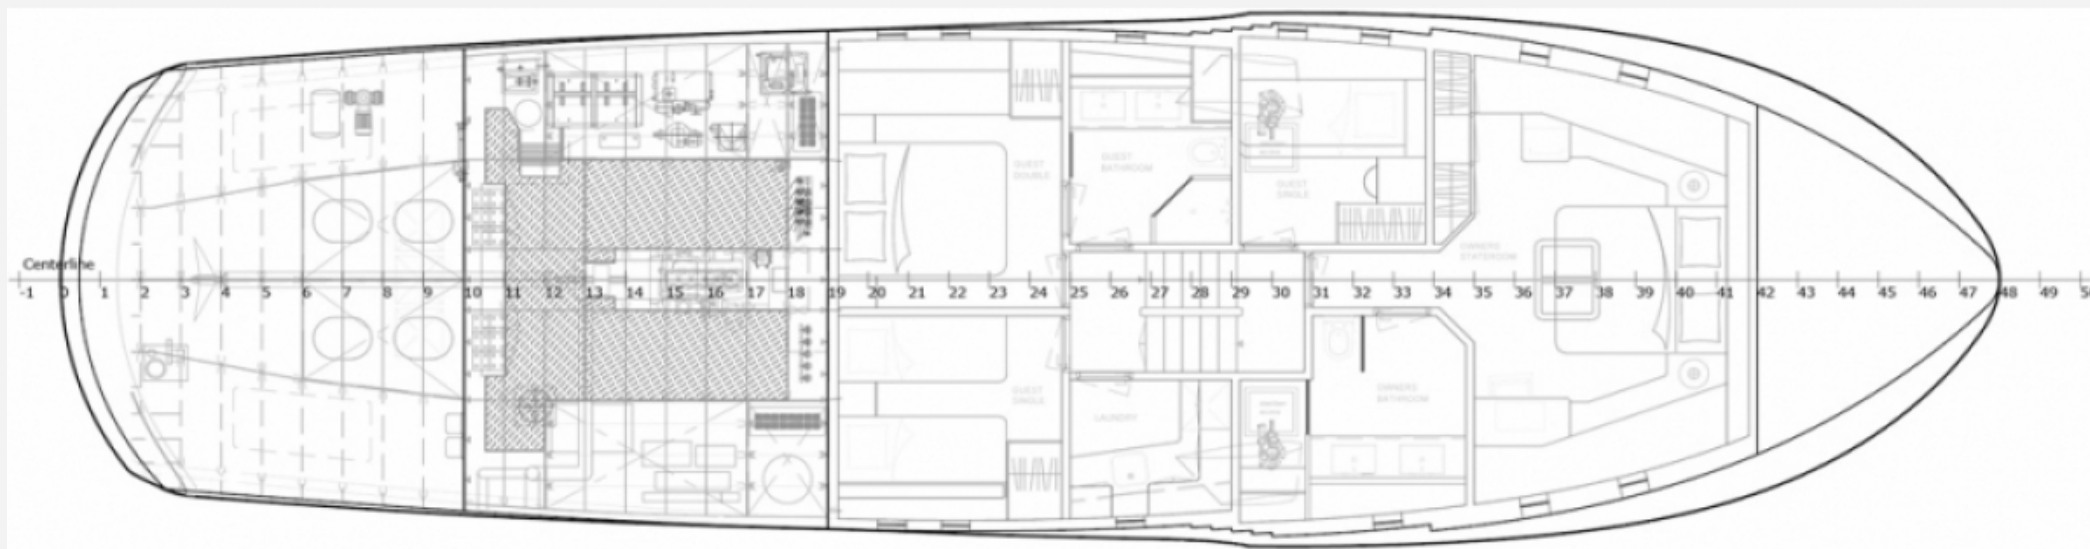 GUEST
DOUBLE
GUEST
BATHROOM
GUEST
SINGLE
OWNERS
STATEROOM
Centerline
-1 0 1 2 3 4 5 6 7 8 9 10 11 12 13 14 15 16 17 18 19 20 21 22 23 24 25 26 27 28 29 30 31 32 33 34 35 36 37 38 39 40 41 42 43 44 45 46 47 48 49
GUEST
SINGLE
LAUNDRY
OWNERS
BATHROOM